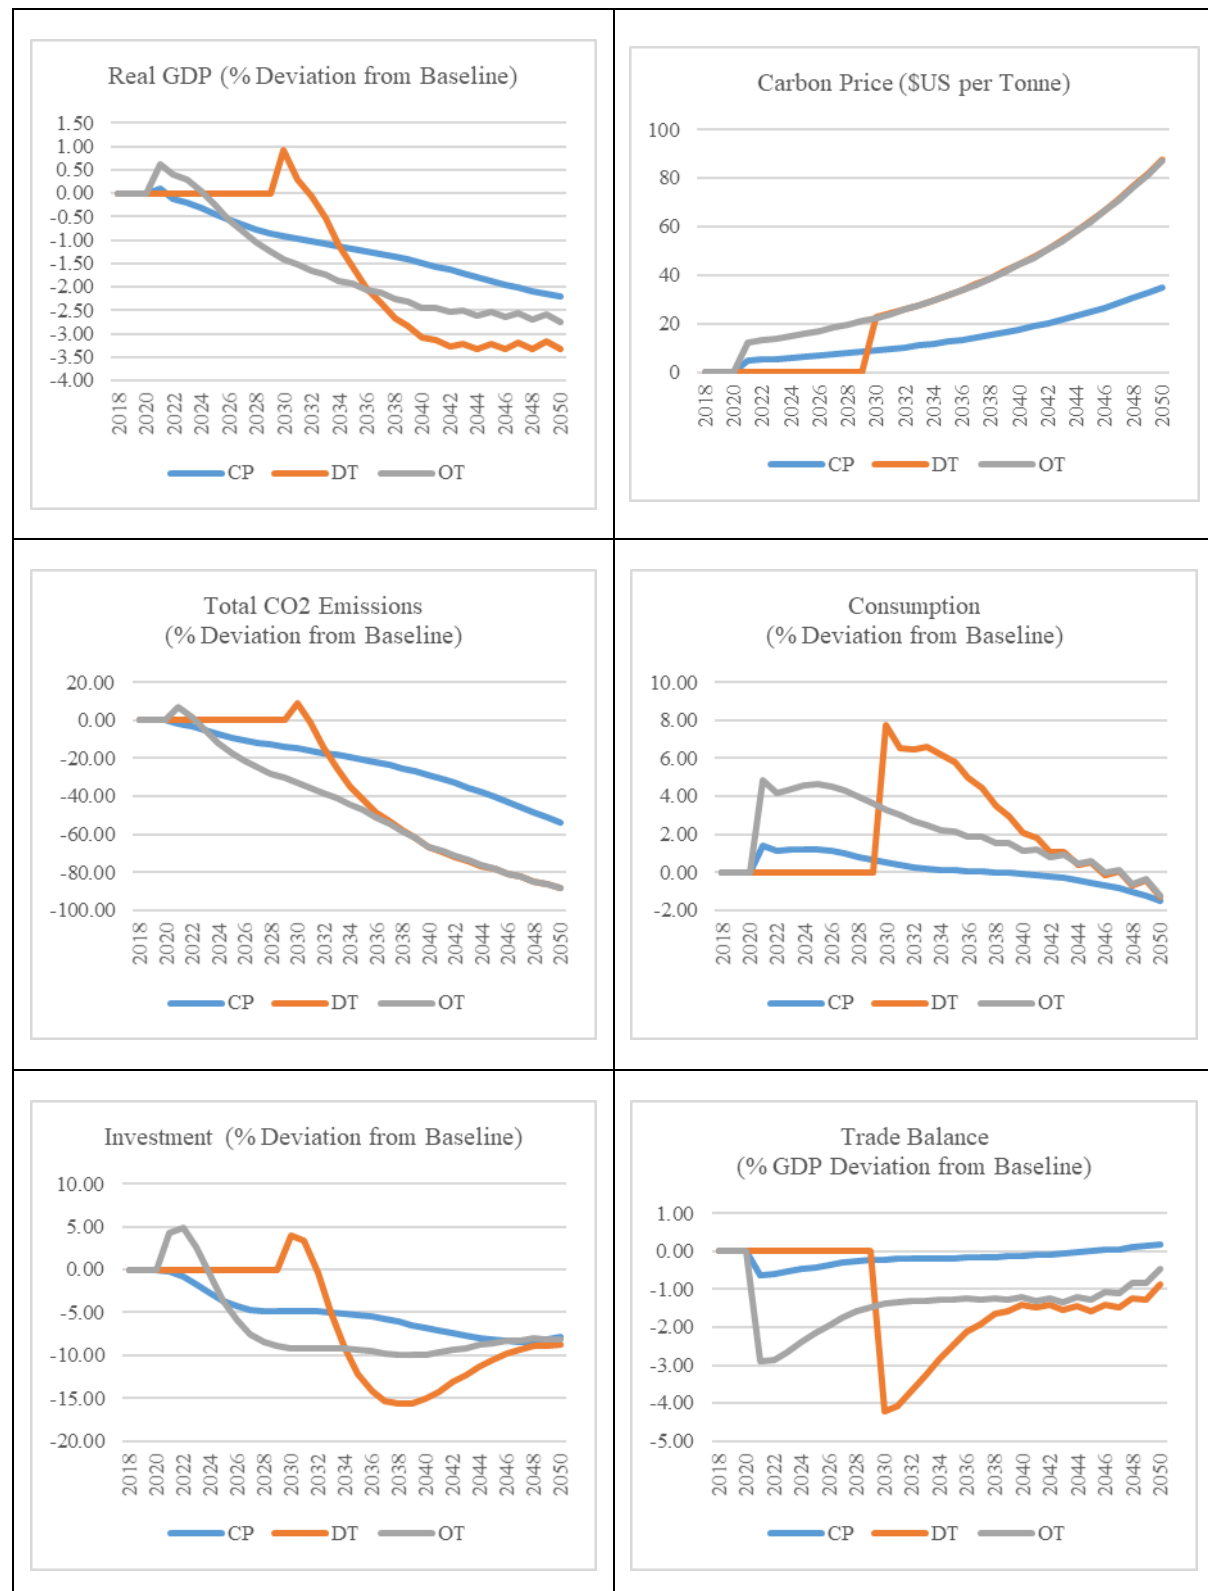 Real GDP (% Deviation from Baseline)
1.50
1.00
0.50
0.00
-0.50
-1.00
-1.50
-2.00
-2.50
-3.00
-3.50
-4.00
2018 2020 2022 2024 2026 2028 2030 2032 2034 2036 2038 2040 2042 2044 2046 2048 2050
CP DT OT
Carbon Price ($US per Tonne)
100
80
60
40
20
0
2018 2020 2022 2024 2026 2028 2030 2032 2034 2036 2038 2040 2042 2044 2046 2048 2050
CP DT OT
Total CO2 Emissions
(% Deviation from Baseline)
20.00
0.00
-20.00
-40.00
-60.00
-80.00
-100.00
2018 2020 2022 2024 2026 2028 2030 2032 2034 2036 2038 2040 2042 2044 2046 2048 2050
CP DT OT
Consumption
(% Deviation from Baseline)
10.00
8.00
6.00
4.00
2.00
0.00
-2.00
2018 2020 2022 2024 2026 2028 2030 2032 2034 2036 2038 2040 2042 2044 2046 2048 2050
CP DT OT
Investment (% Deviation from Baseline)
10.00
5.00
0.00
-5.00
-10.00
-15.00
-20.00
2018 2020 2022 2024 2026 2028 2030 2032 2034 2036 2038 2040 2042 2044 2046 2048 2050
CP DT OT
Trade Balance
(% GDP Deviation from Baseline)
1.00
0.00
-1.00
-2.00
-3.00
-4.00
-5.00
2018 2020 2022 2024 2026 2028 2030 2032 2034 2036 2038 2040 2042 2044 2046 2048 2050
CP DT OT